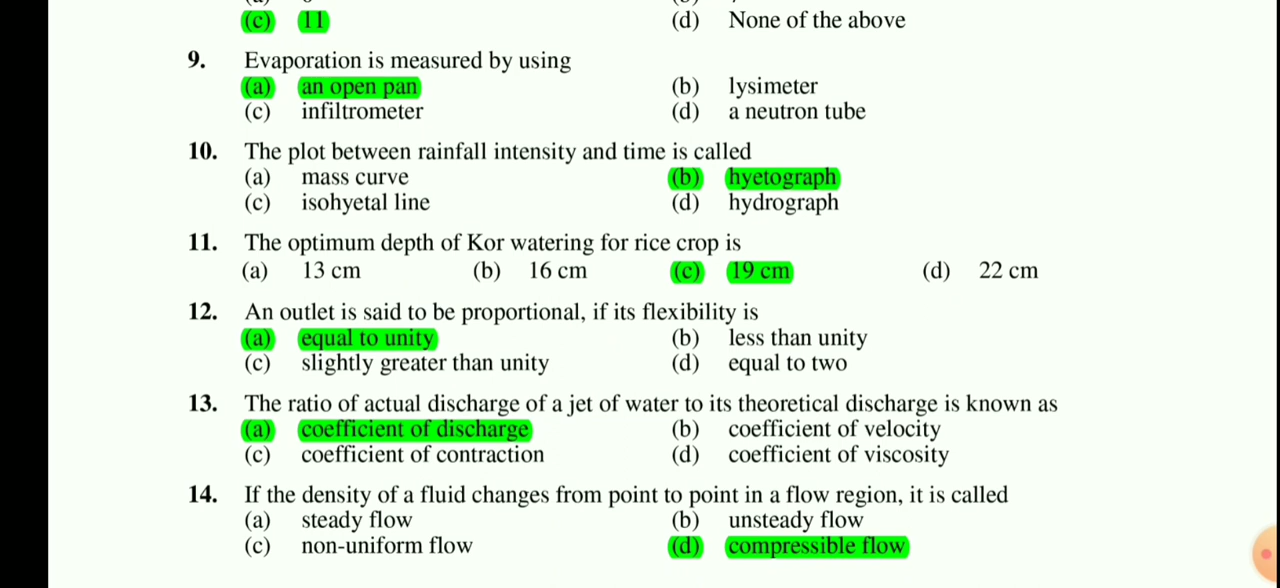 (c) 11 (d) None of the above
9. Evaporation is measured by using
(a) an open pan (b) lysimeter
(c) infiltrometer (d) a neutron tube
10. The plot between rainfall intensity and time is called
(a) mass curve (b) hyetograph
(c) isohyetal line (d) hydrograph
11. The optimum depth of Kor watering for rice crop is
(a) 13 cm (b) 16 cm (c) 19 cm (d) 22 cm
12. An outlet is said to be proportional, if its flexibility is
(a) equal to unity (b) less than unity
(c) slightly greater than unity (d) equal to two
13. The ratio of actual discharge of a jet of water to its theoretical discharge is known as
(a) coefficient of discharge (b) coefficient of velocity
(c) coefficient of contraction (d) coefficient of viscosity
14. If the density of a fluid changes from point to point in a flow region, it is called
(a) steady flow (b) unsteady flow
(c) non-uniform flow (d) compressible flow